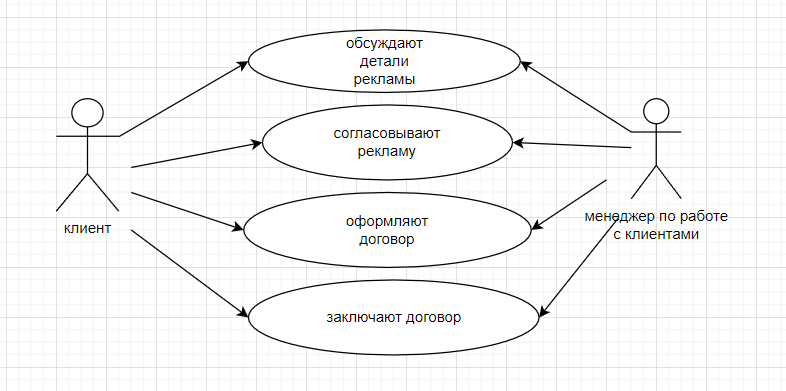 обсуждают
детали
рекламы
согласовывают
рекламу
клиент
менеджер по работе
с клиентами
оформляют
договор
заключают договор